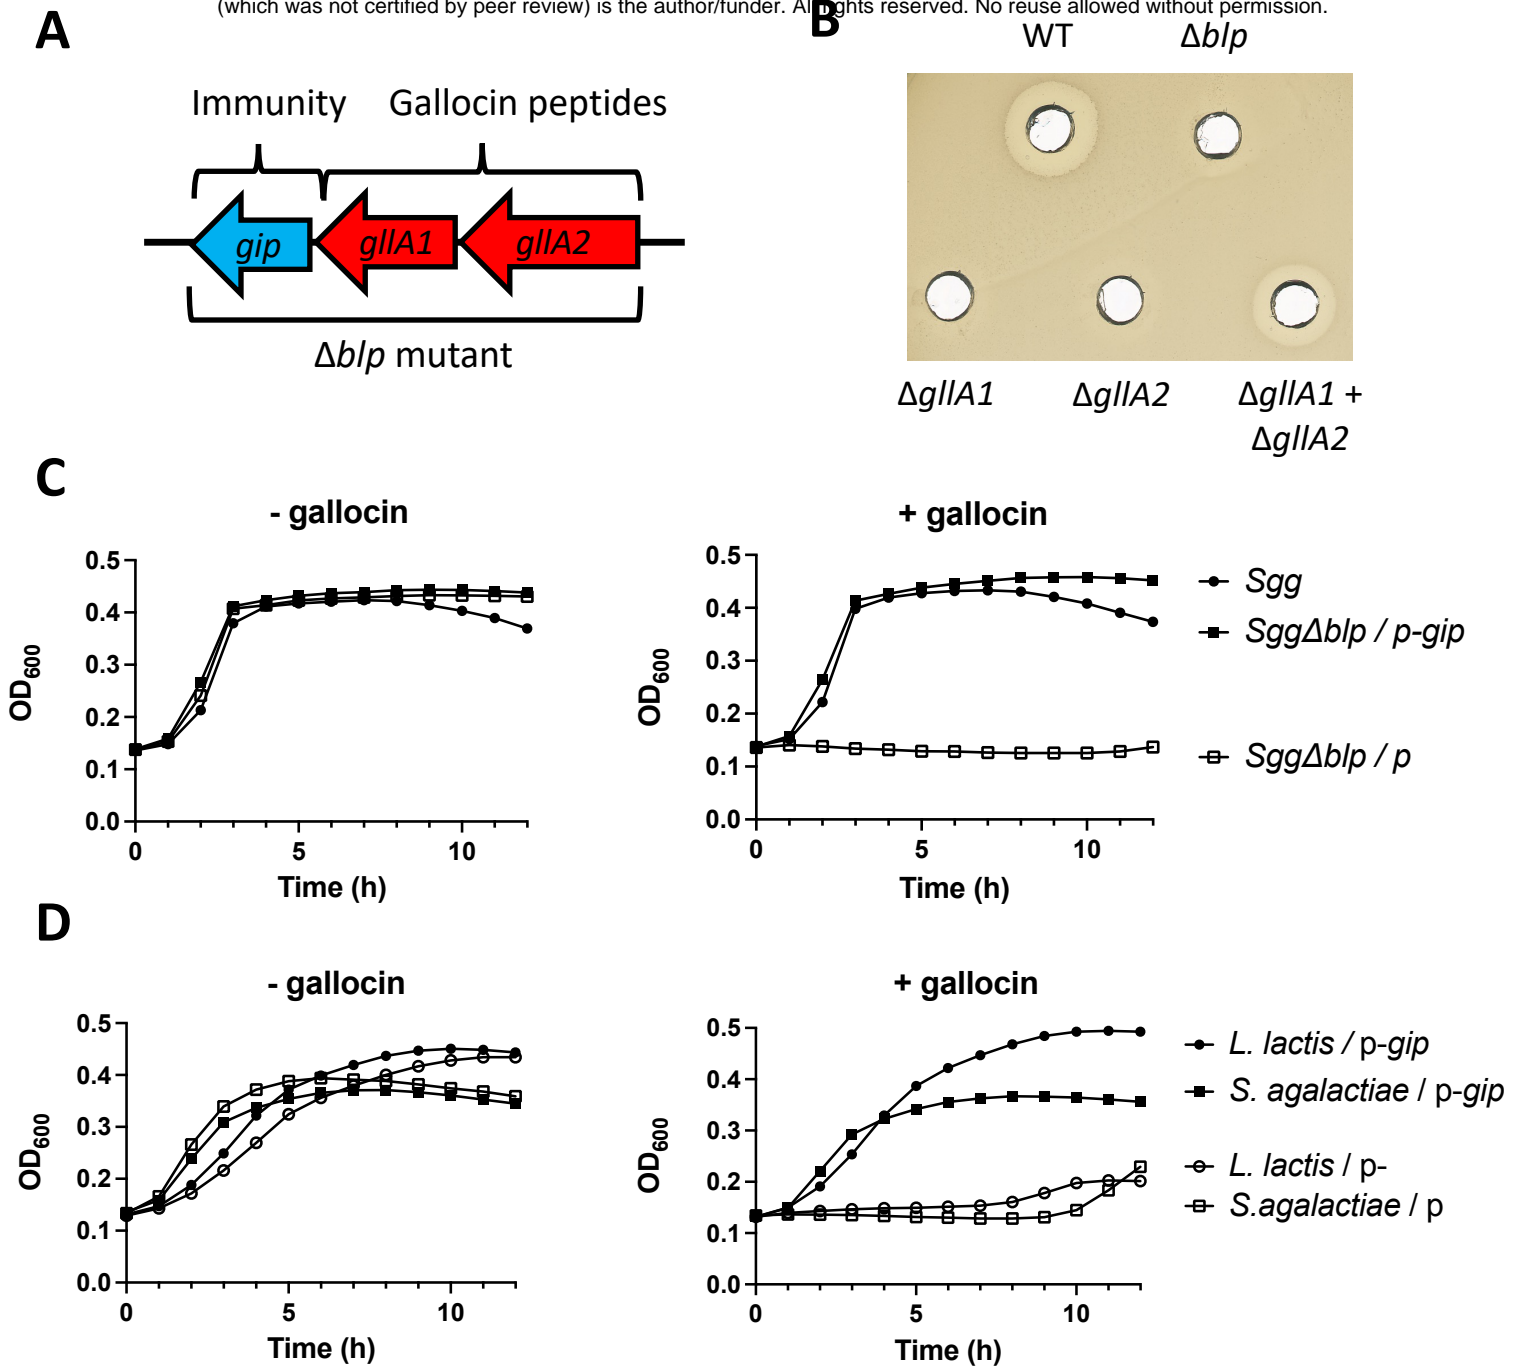 (which was not certified by peer review) is the author/funder. All rights reserved. No reuse allowed without permission.
A
B
WT Δblp
Immunity Gallocin peptides
gip gllA1 gllA2
Δblp mutant
ΔgllA1 ΔgllA2 ΔgllA1 +
ΔgllA2
C
- gallocin
0.5
0.4
0.3
0.2
0.1
0.0
OD600
0 5 10
Time (h)
+ gallocin
0.5
0.4
0.3
0.2
0.1
0.0
OD600
0 5 10
Time (h)
Sgg
SggΔblp / p-gip
SggΔblp / p
D
- gallocin
0.5
0.4
0.3
0.2
0.1
0.0
OD600
0 5 10
Time (h)
+ gallocin
0.5
0.4
0.3
0.2
0.1
0.0
OD600
0 5 10
Time (h)
L. lactis / p-gip
S. agalactiae / p-gip
L. lactis / p-
S.agalactiae / p